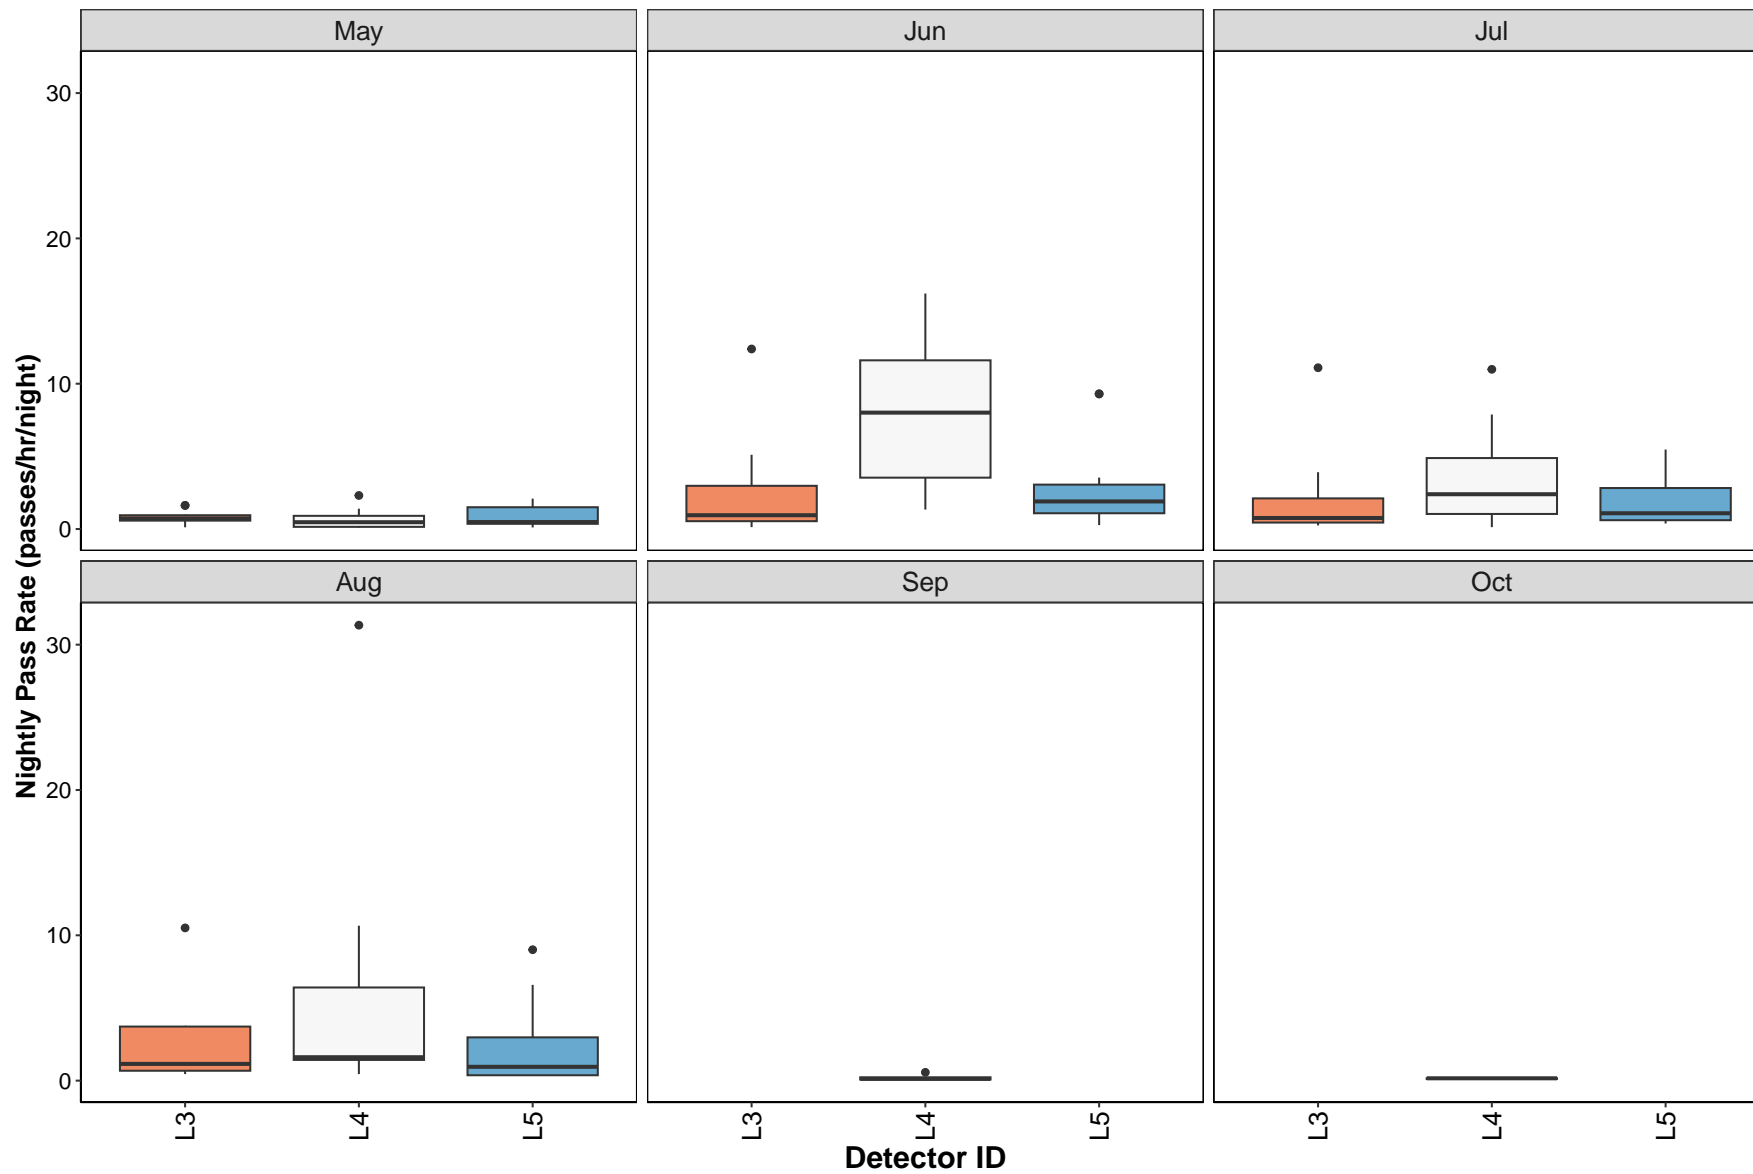 May Jun Jul
30
20
10
0
Aug Sep Oct
30
20
10
0
L3 L4 L5 L3 L4 L5 L3 L4 L5
Detector ID
Nightly Pass Rate (passes/hr/night)